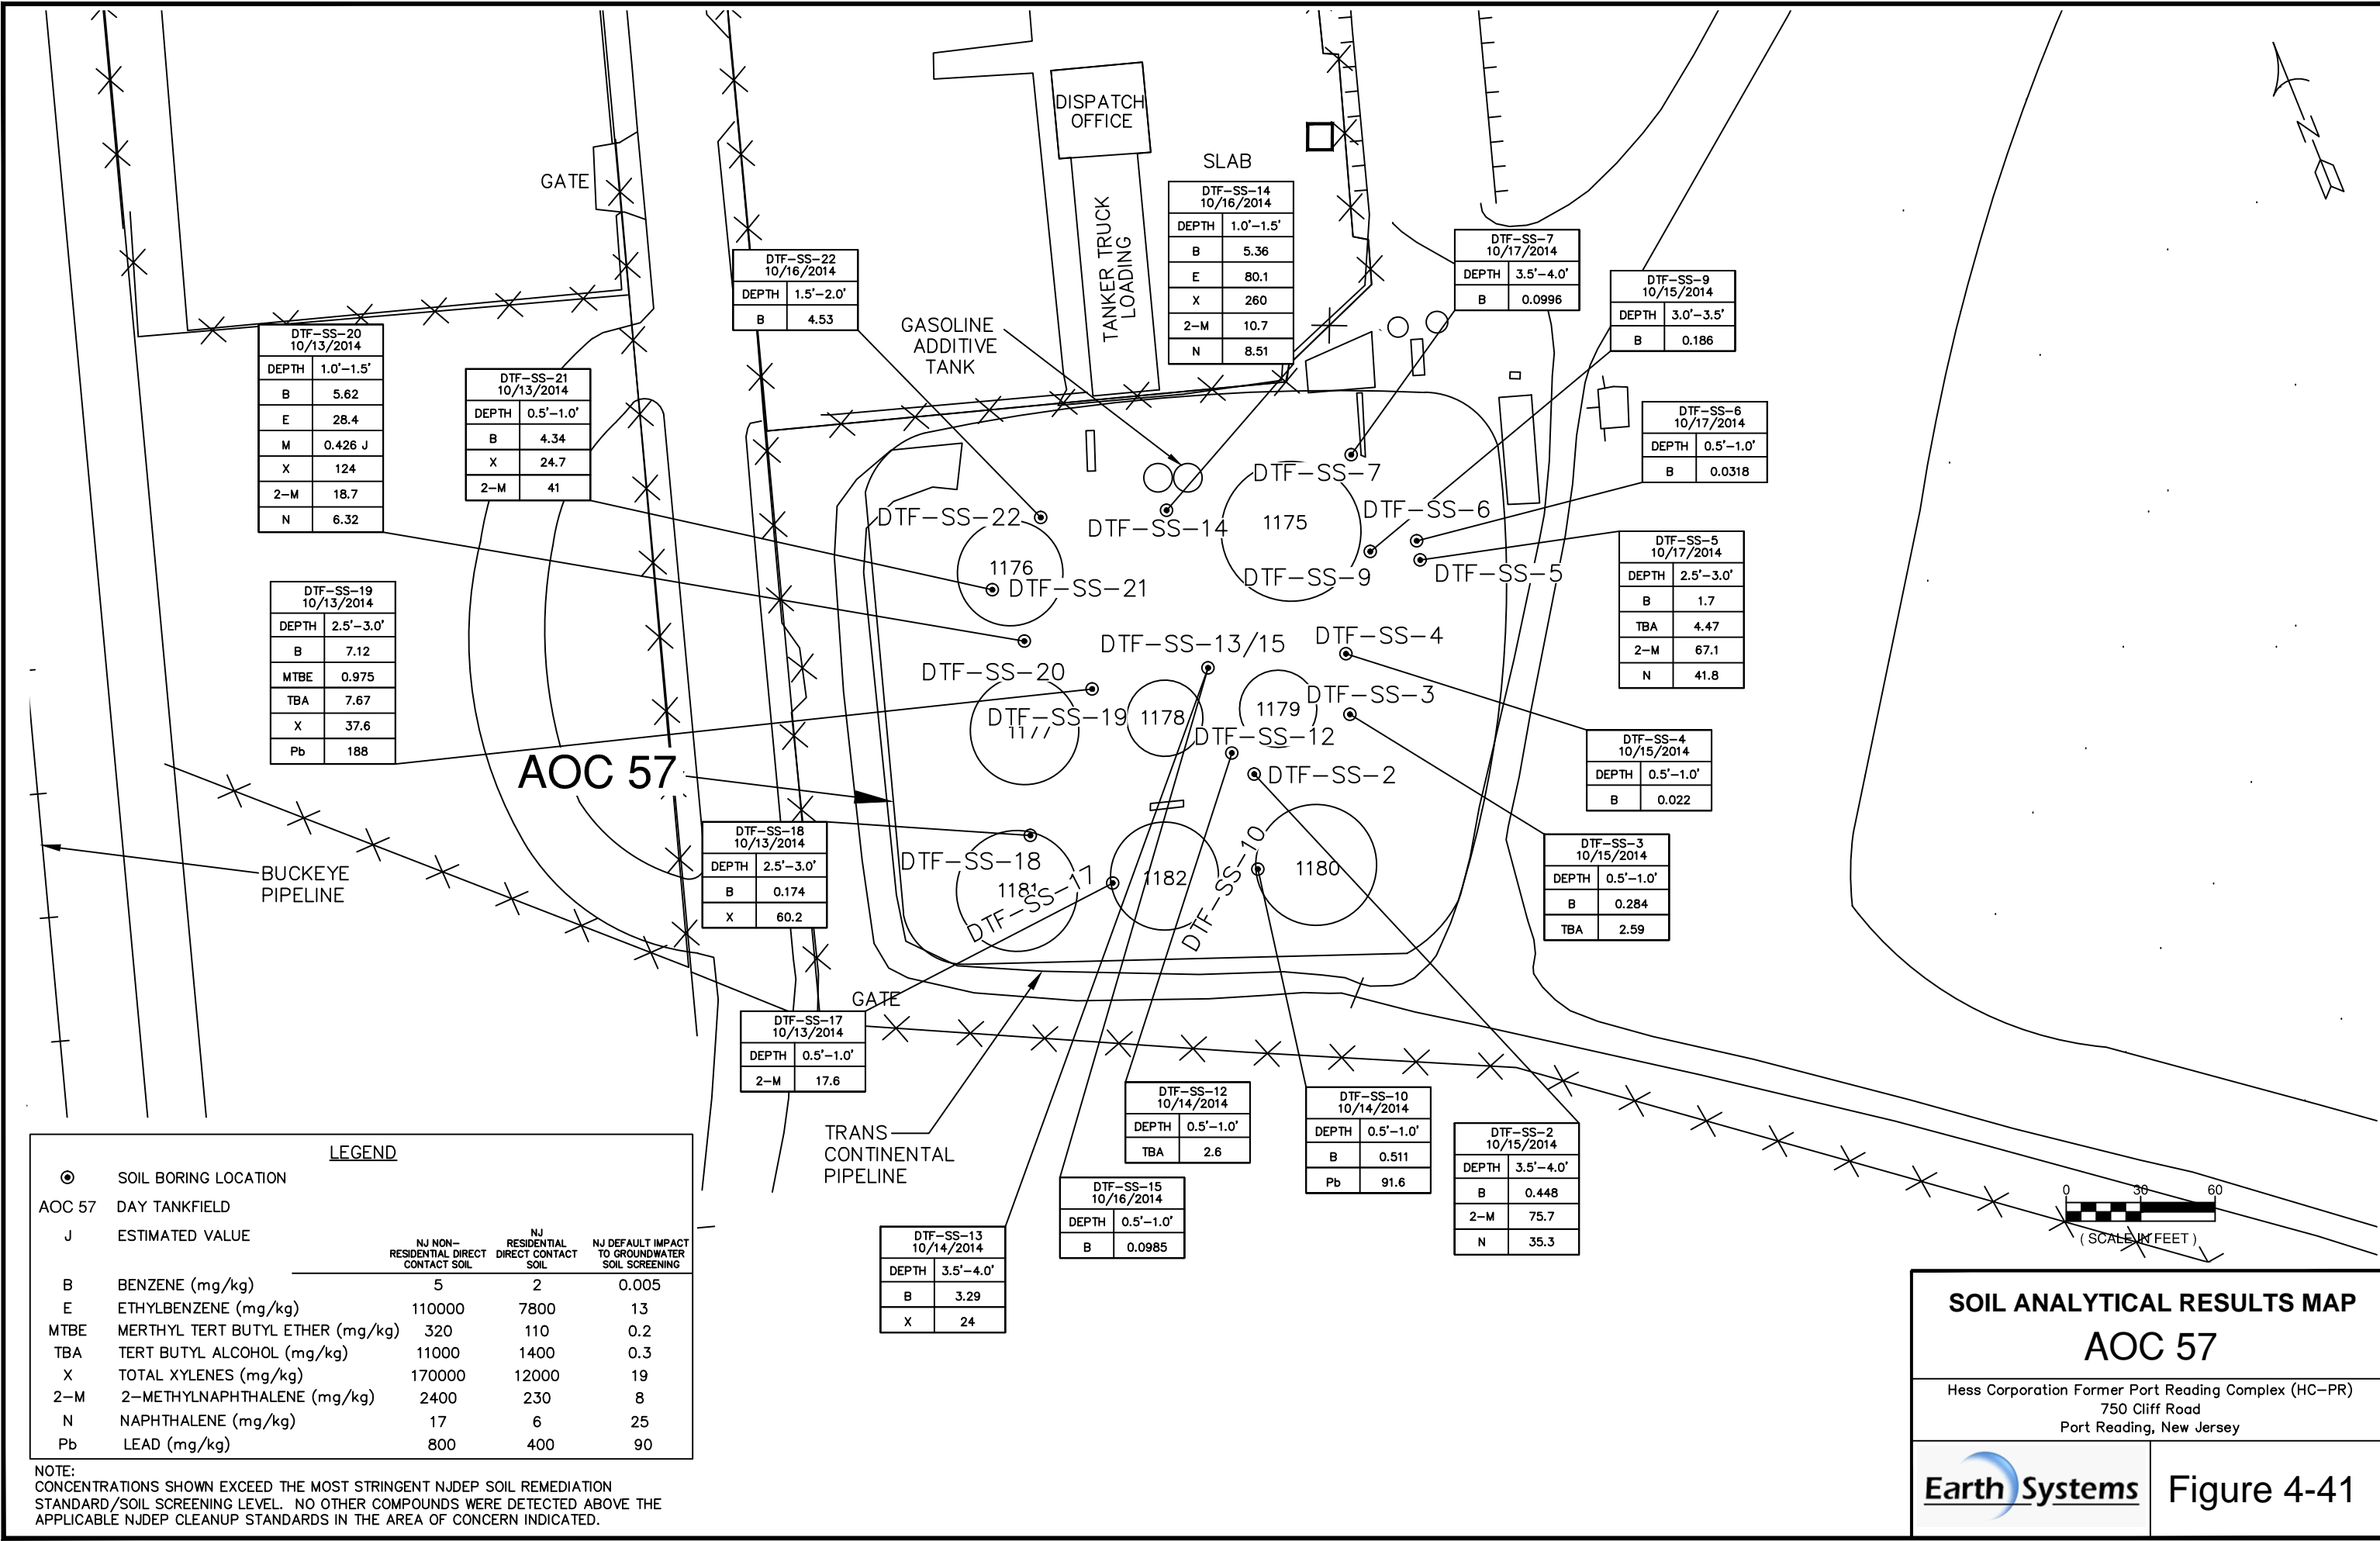 GATE
DISPATCH
OFFICE
TANKER TRUCK
LOADING
SLAB
N
DTF-SS-14
10/16/2014
DEPTH 1.0'-1.5'
B 5.36
E 80.1
X 260
2-M 10.7
N 8.51
DTF-SS-22
10/16/2014
DEPTH 1.5'-2.0'
B 4.53
DTF-SS-7
10/17/2014
DEPTH 3.5'-4.0'
B 0.0996
DTF-SS-9
10/15/2014
DEPTH 3.0'-3.5'
B 0.186
GASOLINE
ADDITIVE
TANK
DTF-SS-20
10/13/2014
DEPTH 1.0'-1.5'
B 5.62
E 28.4
M 0.426 J
X 124
2-M 18.7
N 6.32
DTF-SS-21
10/13/2014
DEPTH 0.5'-1.0'
B 4.34
X 24.7
2-M 41
DTF-SS-6
10/17/2014
DEPTH 0.5'-1.0'
B 0.0318
DTF-SS-5
10/17/2014
DEPTH 2.5'-3.0'
B 1.7
TBA 4.47
2-M 67.1
N 41.8
DTF-SS-19
10/13/2014
DEPTH 2.5'-3.0'
B 7.12
MTBE 0.975
TBA 7.67
X 37.6
Pb 188
DTF-SS-7
DTF-SS-6
DTF-SS-22
DTF-SS-14
1175
1176
DTF-SS-9
DTF-SS-5
DTF-SS-21
DTF-SS-13/15
DTF-SS-4
DTF-SS-20
DTF-SS-3
DTF-SS-19
1177
1178
1179
DTF-SS-12
DTF-SS-2
AOC 57
DTF-SS-18
1181
DTF-SS-17
1182
DTF-SS-10
1180
DTF-SS-4
10/15/2014
DEPTH 0.5'-1.0'
B 0.022
DTF-SS-3
10/15/2014
DEPTH 0.5'-1.0'
B 0.284
TBA 2.59
DTF-SS-18
10/13/2014
DEPTH 2.5'-3.0'
B 0.174
X 60.2
BUCKEYE
PIPELINE
GATE
DTF-SS-17
10/13/2014
DEPTH 0.5'-1.0'
2-M 17.6
TRANS
CONTINENTAL
PIPELINE
DTF-SS-12
10/14/2014
DEPTH 0.5'-1.0'
TBA 2.6
DTF-SS-10
10/14/2014
DEPTH 0.5'-1.0'
B 0.511
Pb 91.6
DTF-SS-2
10/15/2014
DEPTH 3.5'-4.0'
B 0.448
2-M 75.7
N 35.3
DTF-SS-15
10/16/2014
DEPTH 0.5'-1.0'
B 0.0985
DTF-SS-13
10/14/2014
DEPTH 3.5'-4.0'
B 3.29
X 24
0 30 60
( SCALE IN FEET )
LEGEND
SOIL BORING LOCATION
AOC 57 DAY TANKFIELD
J ESTIMATED VALUE
NJ NON-
RESIDENTIAL DIRECT
CONTACT SOIL
NJ
RESIDENTIAL
DIRECT CONTACT
SOIL
NJ DEFAULT IMPACT
TO GROUNDWATER
SOIL SCREENING
B BENZENE (mg/kg) 5 2 0.005
E ETHYLBENZENE (mg/kg) 110000 7800 13
MTBE MERTHYL TERT BUTYL ETHER (mg/kg) 320 110 0.2
TBA TERT BUTYL ALCOHOL (mg/kg) 11000 1400 0.3
X TOTAL XYLENES (mg/kg) 170000 12000 19
2-M 2-METHYLNAPHTHALENE (mg/kg) 2400 230 8
N NAPHTHALENE (mg/kg) 17 6 25
Pb LEAD (mg/kg) 800 400 90
NOTE:
CONCENTRATIONS SHOWN EXCEED THE MOST STRINGENT NJDEP SOIL REMEDIATION
STANDARD/SOIL SCREENING LEVEL. NO OTHER COMPOUNDS WERE DETECTED ABOVE THE
APPLICABLE NJDEP CLEANUP STANDARDS IN THE AREA OF CONCERN INDICATED.
SOIL ANALYTICAL RESULTS MAP
AOC 57
Hess Corporation Former Port Reading Complex (HC-PR)
750 Cliff Road
Port Reading, New Jersey
Earth Systems
Figure 4-41